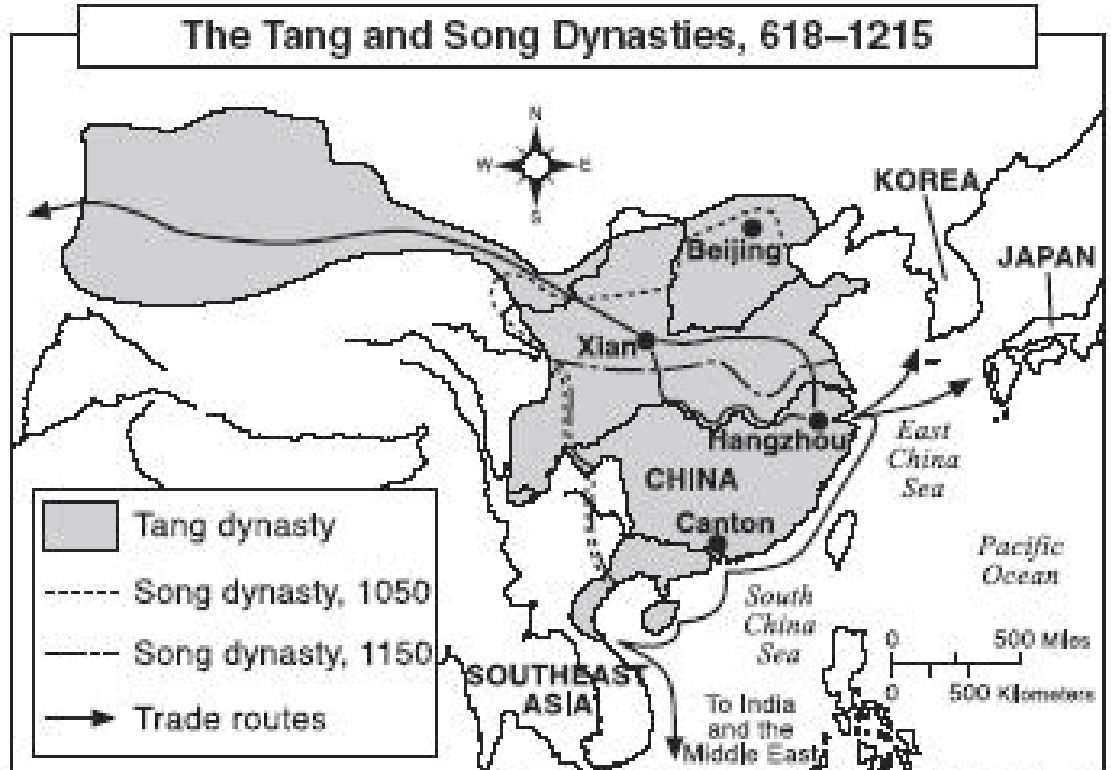 The Tang and Song Dynasties, 618–1215
N
W
E
S
KOREA
JAPAN
Beijing
Xian
Hangzhou
East
China
Sea
CHINA
Canton
Pacific
Ocean
South
China
Sea
SOUTHEAST
ASIA
To India
and the
Middle East
0 500 Miles
0 500 Kilometers
Tang dynasty
Song dynasty, 1050
Song dynasty, 1150
Trade routes